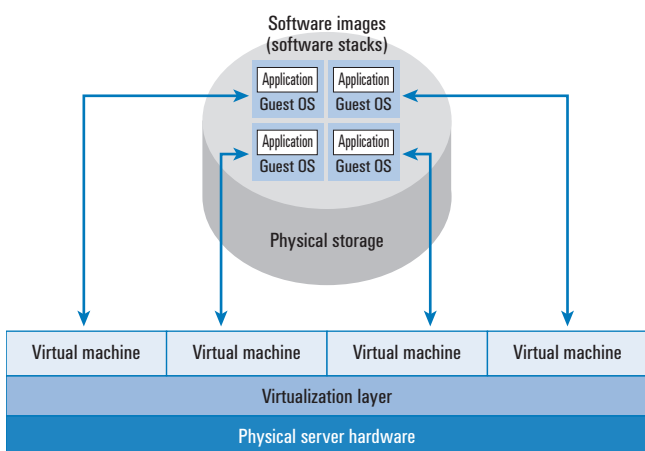 Software images
(software stacks)
Application
Application
Guest OS
Guest OS
Application
Application
Guest OS
Guest OS
Physical storage
Virtual machine
Virtual machine
Virtual machine
Virtual machine
Virtualization layer
Physical server hardware